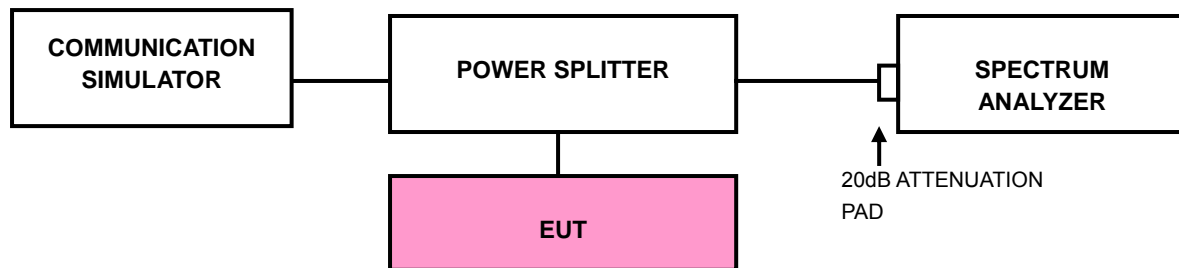 COMMUNICATION
SIMULATOR
POWER SPLITTER
SPECTRUM
ANALYZER
20dB ATTENUATION
PAD
EUT